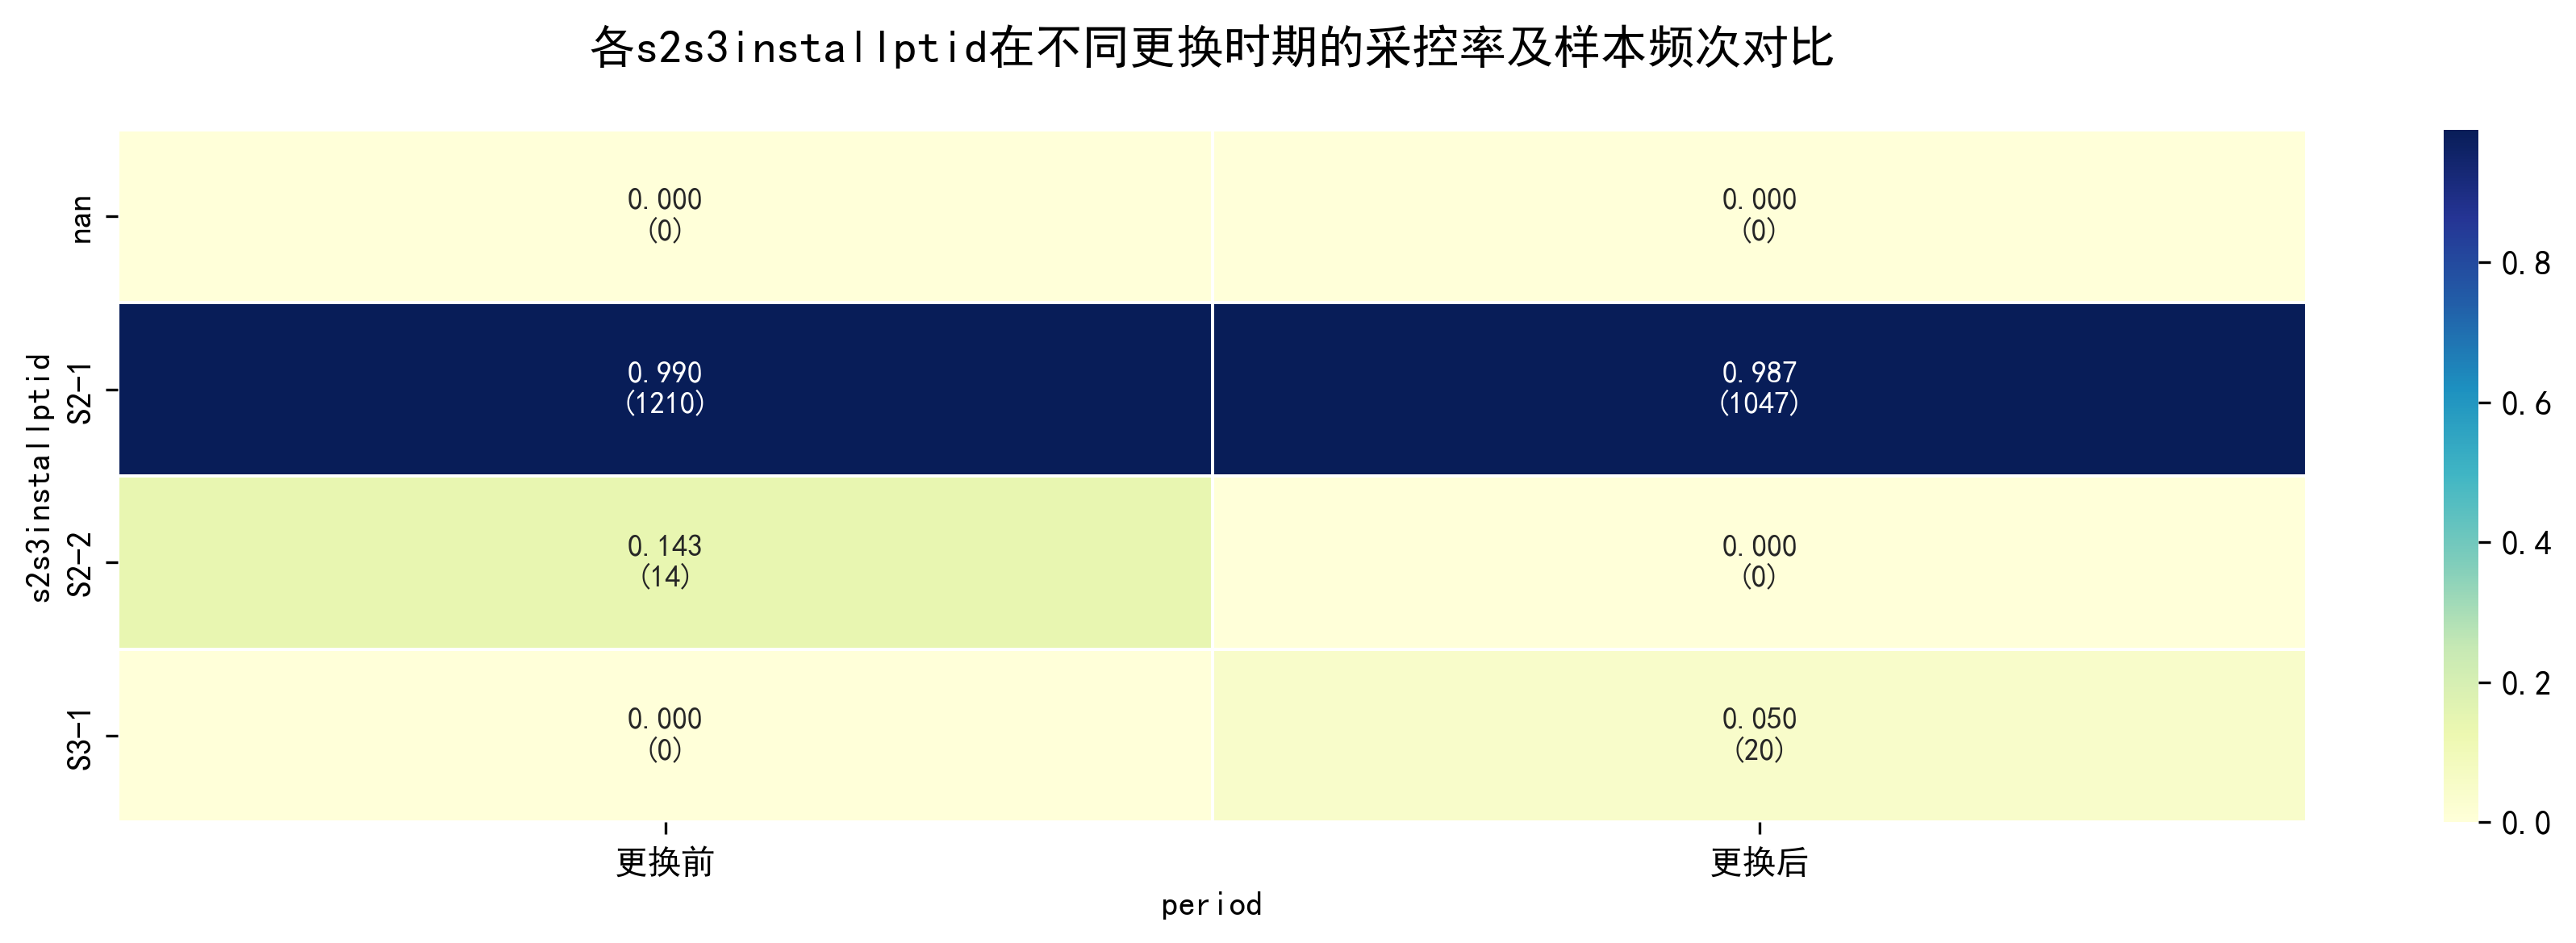 各s2s3installptid在不同更换时期的采控率及样本频次对比
s2s3installptid
nan
0.000
(0)
0.000
(0)
S2-1
0.990
(1210)
0.987
(1047)
S2-2
0.143
(14)
0.000
(0)
S3-1
0.000
(0)
0.050
(20)
更换前
更换后
period
0.8
0.6
0.4
0.2
0.0